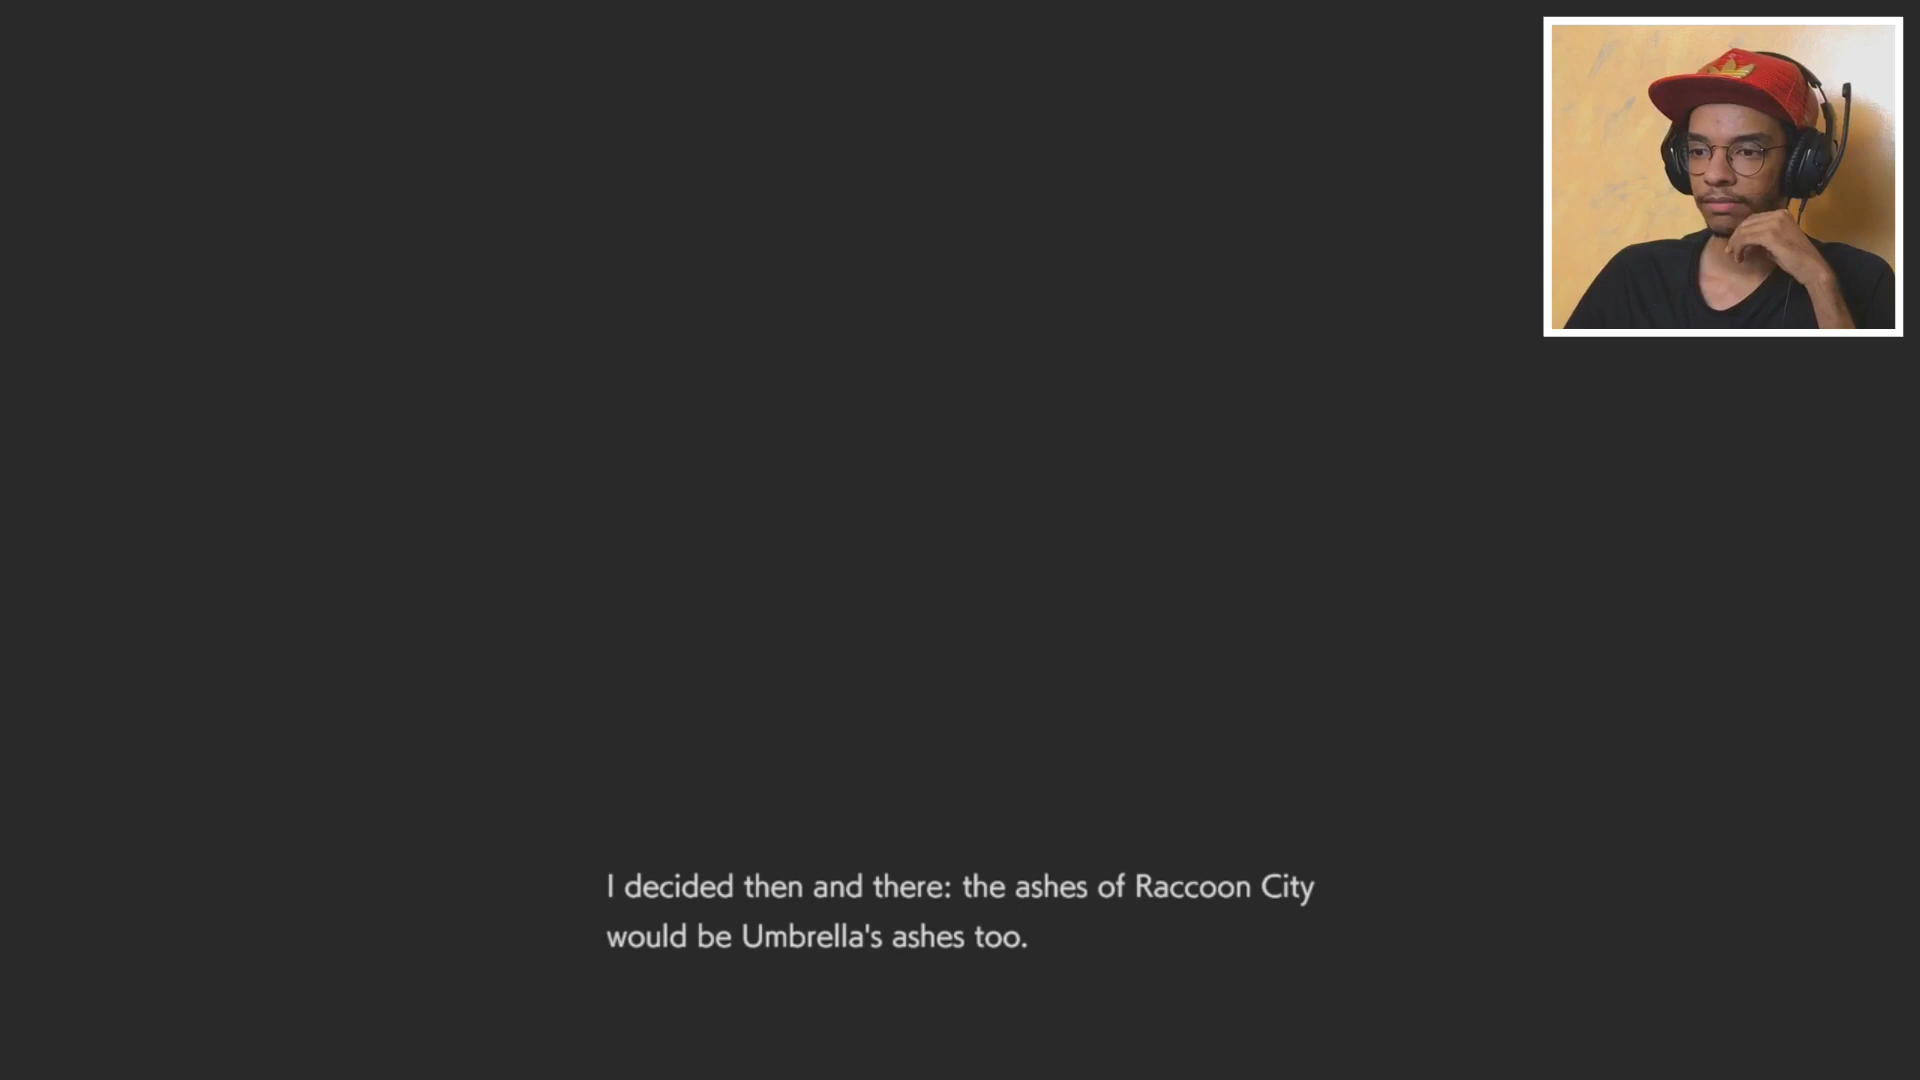 I decided then and there: the ashes of Raccoon City
would be Umbrella's ashes too.